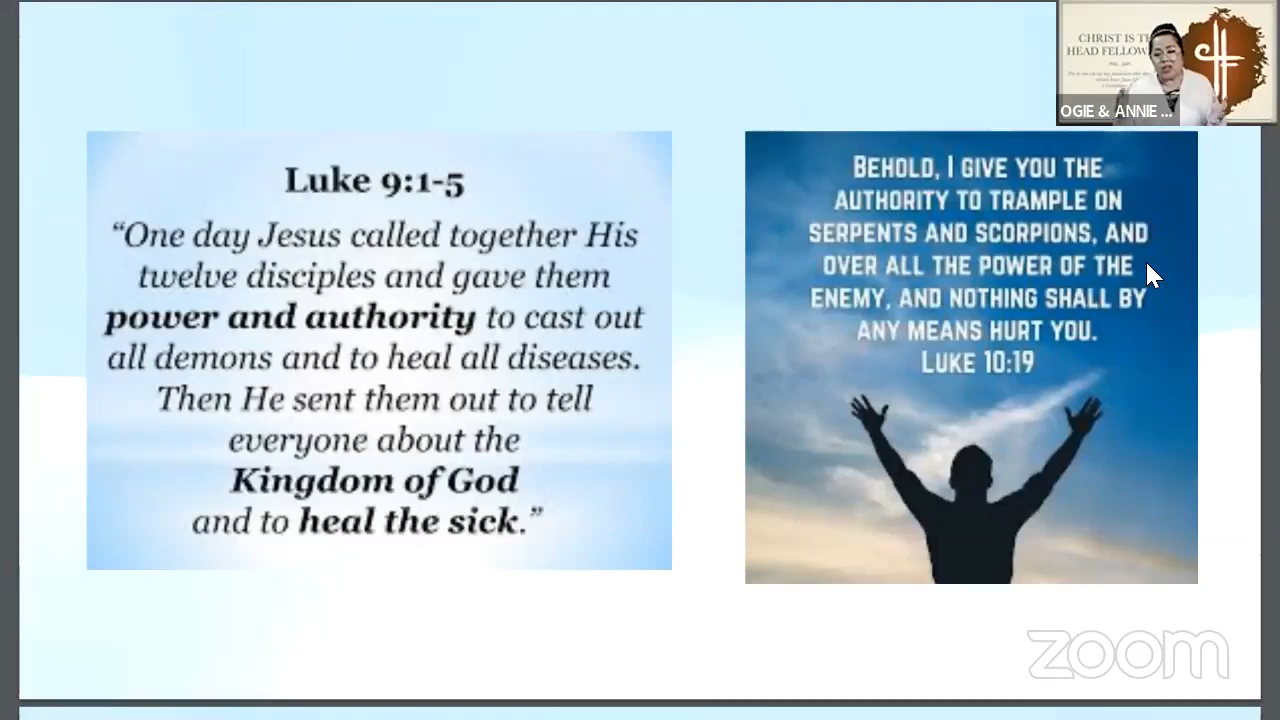 Luke 9:1-5
“One day Jesus called together His
twelve disciples and gave them
power and authority to cast out
all demons and to heal all diseases.
Then He sent them out to tell
everyone about the
Kingdom of God
and to heal the sick.”
BEHOLD, I GIVE YOU THE
AUTHORITY TO TRAMPLE ON
SERPENTS AND SCORPIONS, AND
OVER ALL THE POWER OF THE
ENEMY, AND NOTHING SHALL BY
ANY MEANS HURT YOU.
LUKE 10:19
CHRIST IS
HEAD
OGIE & ANNIE ...
zoom